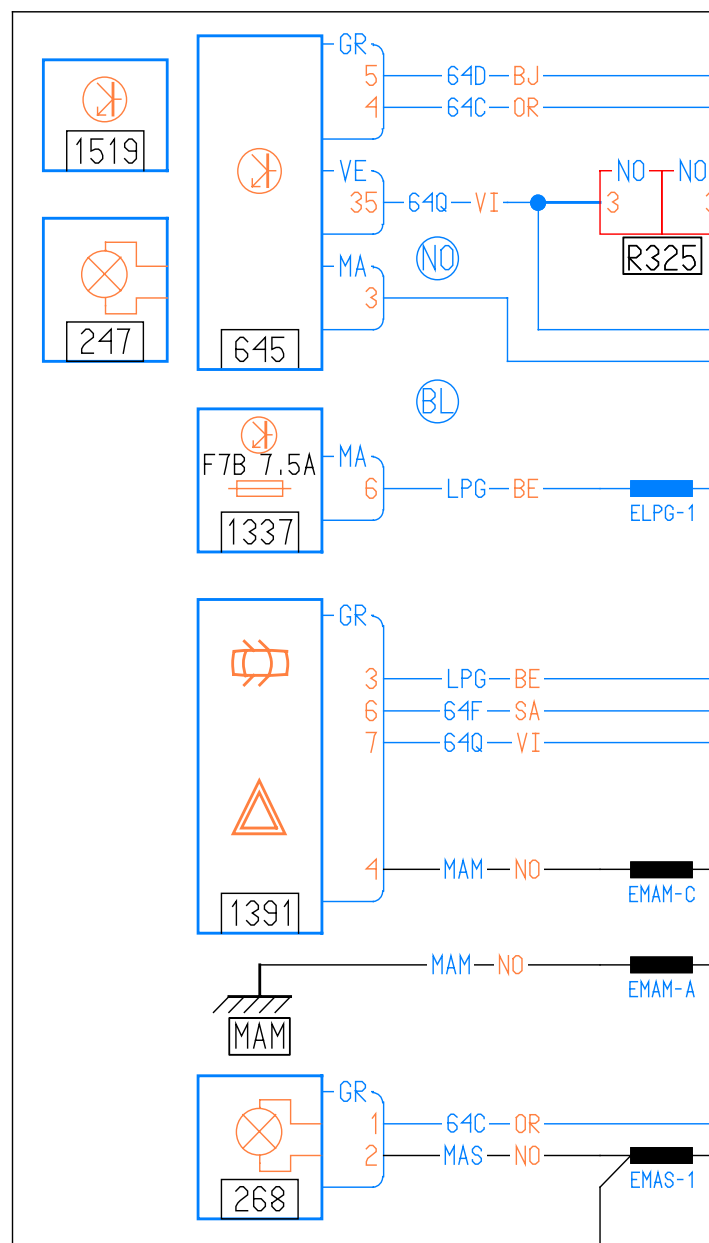 GR
5 64D BJ
4 64C OR
1519
VE
35 64Q VI
NO NO
3 3
R325
NO
MA
3
247
645
BL
F7B 7.5A
MA
6 LPG BE
ELPG-1
1337
GR
3 LPG BE
6 64F SA
7 64Q VI
4 MAM NO
EMAM-C
1391
MAM NO
EMAM-A
MAM
GR
1 64C OR
2 MAS NO
EMAS-1
268